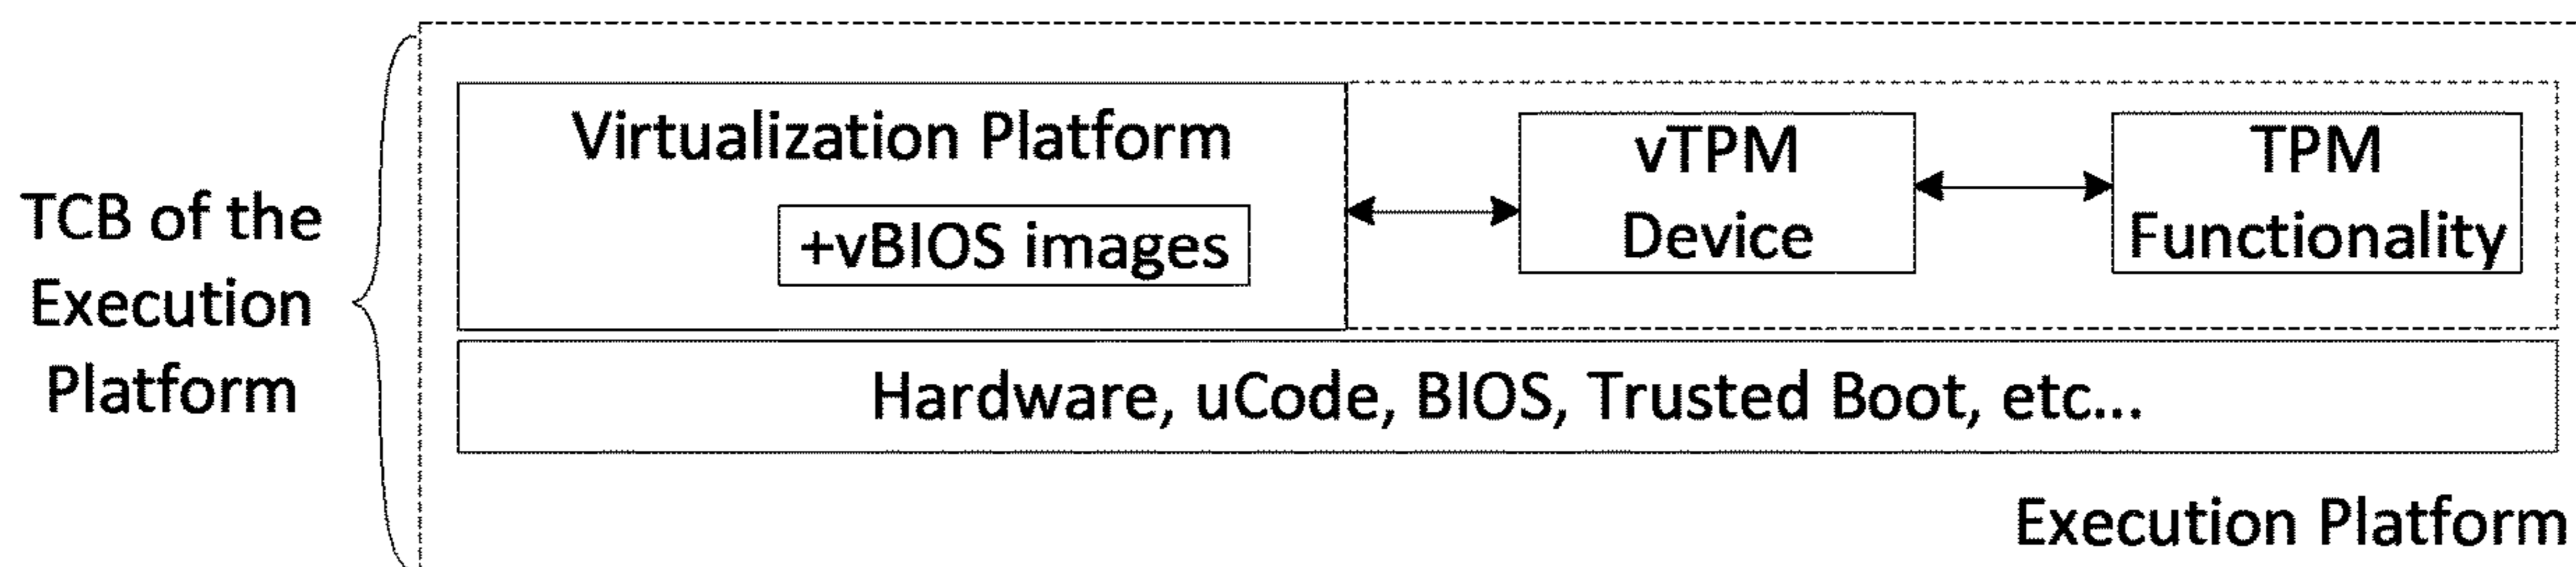 TCB of the
Execution
Platform
Virtualization Platform
+vBIOS images
vTPM
Device
TPM
Functionality
Hardware, uCode, BIOS, Trusted Boot, etc...
Execution Platform